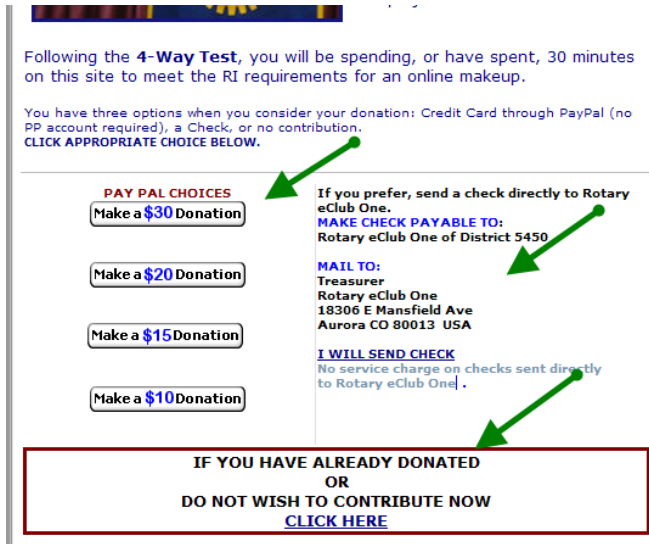 Following the 4-Way Test, you will be spending, or have spent, 30 minutes
on this site to meet the RI requirements for an online makeup.
You have three options when you consider your donation: Credit Card through PayPal (no
PP account required), a Check, or no contribution.
CLICK APPROPRIATE CHOICE BELOW.
PAY PAL CHOICES
Make a $30 Donation
Make a $20 Donation
Make a $15 Donation
Make a $10 Donation
If you prefer, send a check directly to Rotary
eClub One.
MAKE CHECK PAYABLE TO:
Rotary eClub One of District 5450
MAIL TO:
Treasurer
Rotary eClub One
18306 E Mansfield Ave
Aurora CO 80013 USA
I WILL SEND CHECK
No service charge on checks sent directly
to Rotary eClub One .
IF YOU HAVE ALREADY DONATED
OR
DO NOT WISH TO CONTRIBUTE NOW
CLICK HERE